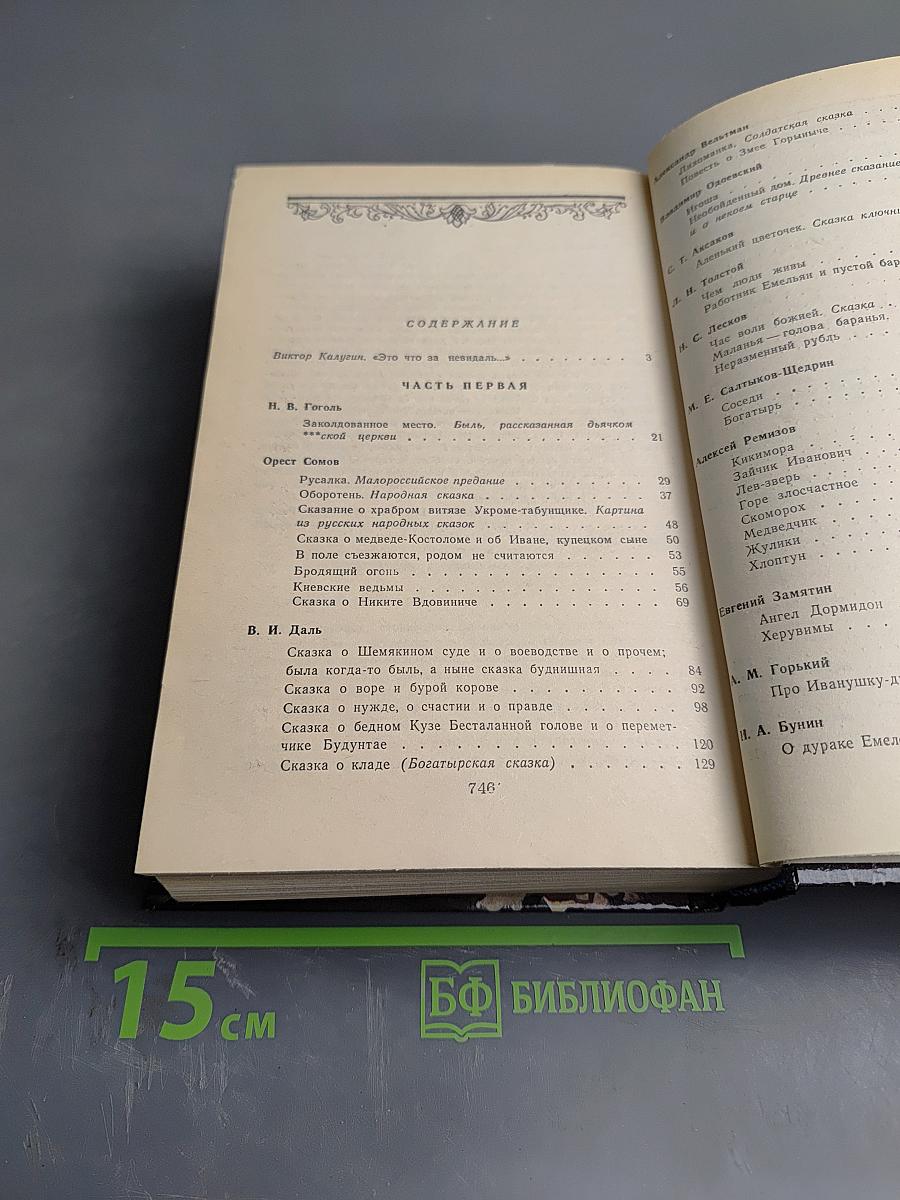 СОДЕРЖАНИЕ
Виктор Калугин. «Это что за невидаль...» . . . . . . . . 3
ЧАСТЬ ПЕРВАЯ
Н. В. Гоголь
Заколдованное место. Быль, рассказанная дьячком
***ской церкви . . . . . . . . . . . . . . . 21
Орест Сомов
Русалка. Малороссийское предание . . . . . . . . 29
Оборотень. Народная сказка . . . . . . . . . . 37
Сказание о храбром витязе Укроме-табунщике. Картина
из русских народных сказок . . . . . . . . . . 48
Сказка о медведе-Костоломе и об Иване, купецком сыне 50
В поле съезжаются, родом не считаются . . . . . . 53
Бродящий огонь . . . . . . . . . . . . . . . 55
Киевские ведьмы . . . . . . . . . . . . . . . 56
Сказка о Никите Вдовиниче . . . . . . . . . . . 69
В. И. Даль
Сказка о Шемякином суде и о воеводстве и о прочем;
была когда-то быль, а ныне сказка буднишная . . . . 84
Сказка о воре и бурой корове . . . . . . . . . . 92
Сказка о нужде, о счастии и о правде . . . . . . . 98
Сказка о бедном Кузе Бесталанной голове и о перемет-
чике Будунтае . . . . . . . . . . . . . . . 120
Сказка о кладе (Богатырская сказка) . . . . . . . 129
746
Александр Вельтман
Лихоманка. Солдатская сказка . . .
Повесть о Змее Горыныче . . .
Владимир Одоевский
Игоша . . . . . . . . . .
Необойденный дом. Древнее сказание
и о некоем старце . . . . .
С. Т. Аксаков
Аленький цветочек. Сказка
Л. Н. Толстой
Чем люди живы . . . . . .
Работник Емельян и пустой
Н. С. Лесков
Час воли божией. Сказка . .
Маланья — голова баранья.
Неразменный рубль . . .
М. Е. Салтыков-Щедрин
Соседи . . . . . . .
Богатырь . . . . . .
Алексей Ремизов
Кикимора . . . . .
Зайчик Иванович . . .
Лев-зверь . . . . .
Горе злосчастное . .
Скоморох . . . . .
Медведчик . . . .
Жулики . . . . .
Хлоптун . . . . .
Евгений Замятин
Ангел Дормидон
Херувимы . . .
А. М. Горький
Про
И. А. Бунин
О дураке
15 см
БФ БИБЛИОФАН